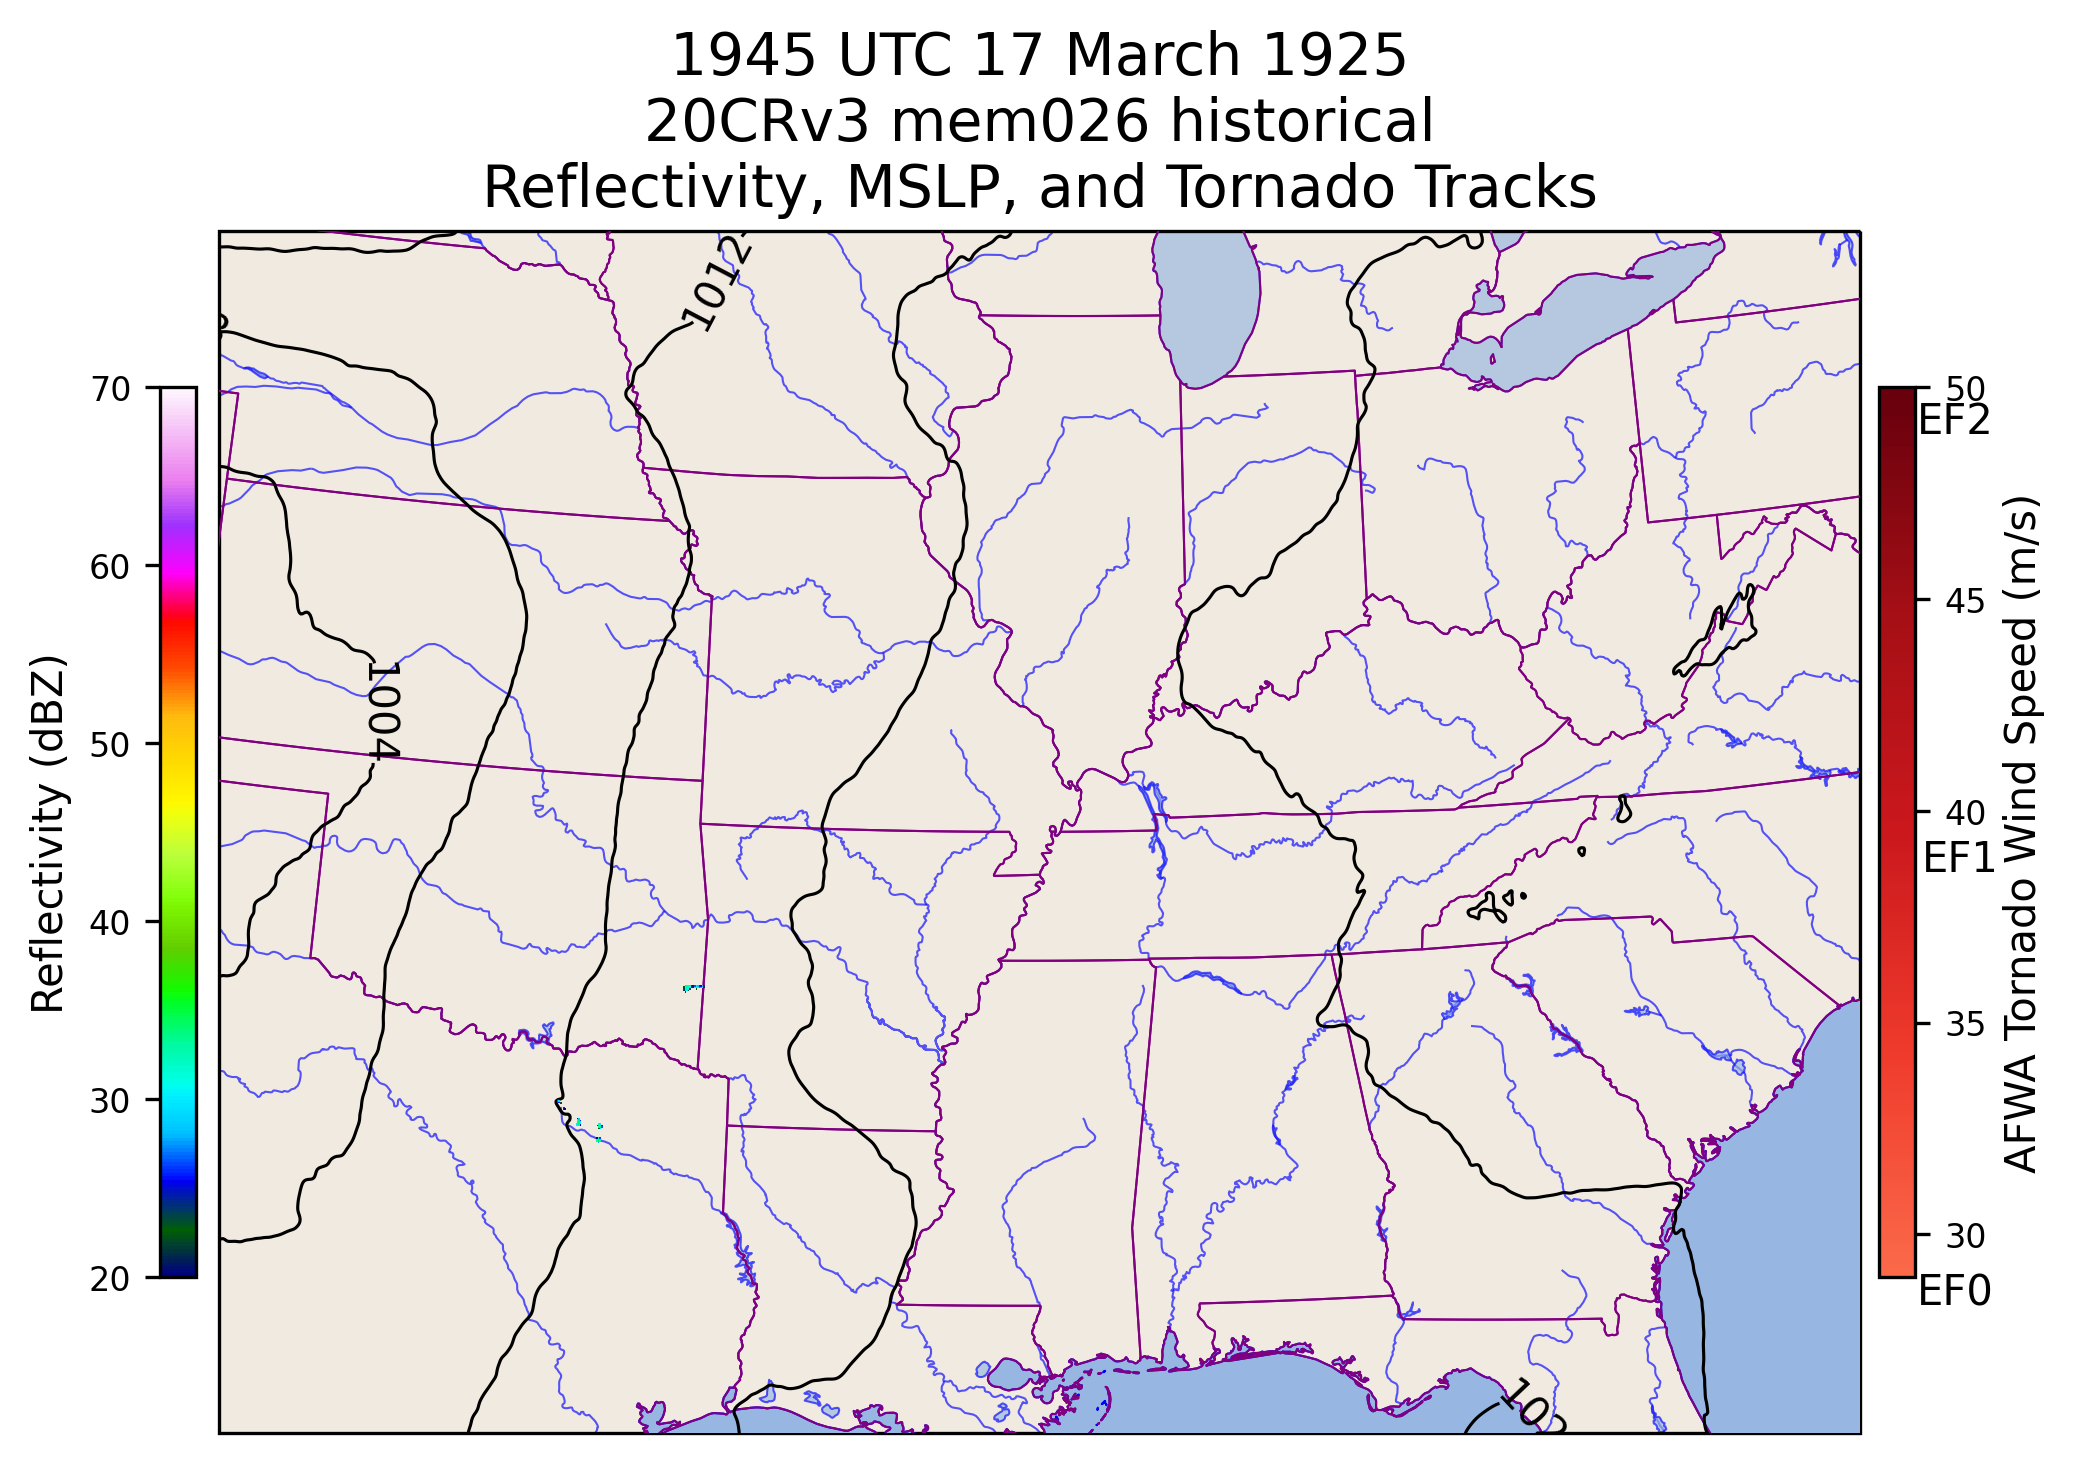 1945 UTC 17 March 1925
20CRv3 mem026 historical
Reflectivity, MSLP, and Tornado Tracks
1012
1004
70
60
50
40
30
20
Reflectivity (dBZ)
50
EF2
45
40
EF1
35
30
EF0
AFWA Tornado Wind Speed (m/s)